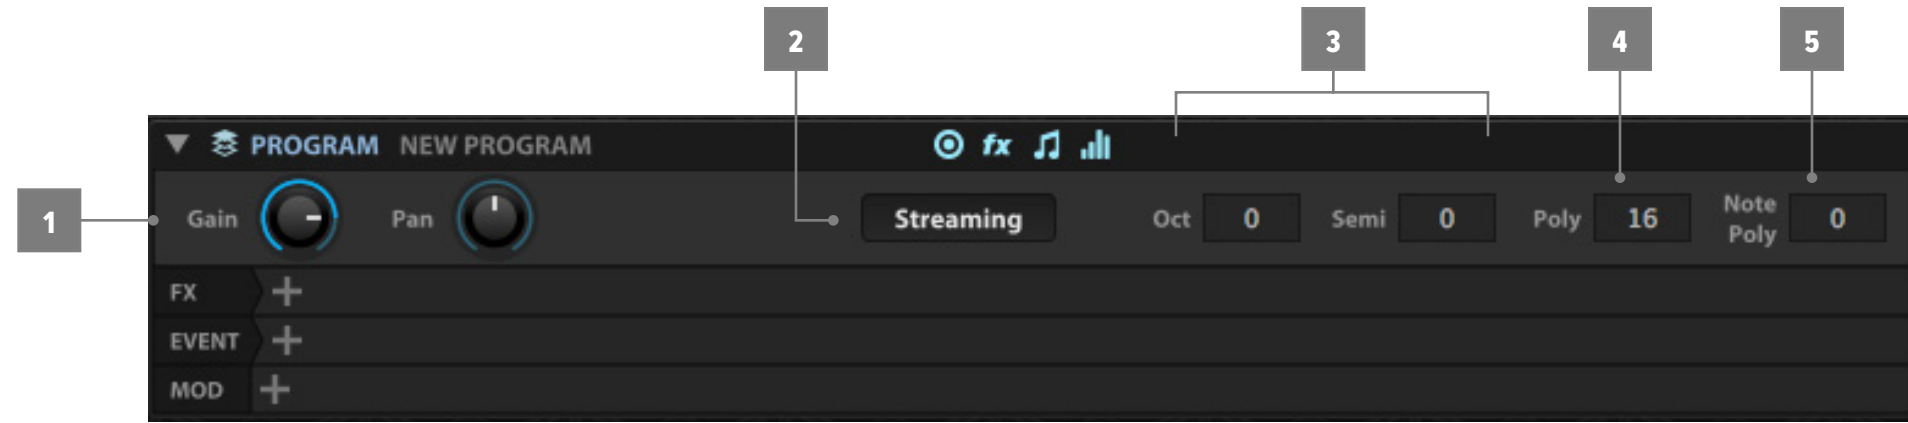 2 3 4 5
PROGRAM NEW PROGRAM fx
1 Gain Pan Streaming Oct 0 Semi 0 Poly 16 Note Poly 0
FX
EVENT
MOD